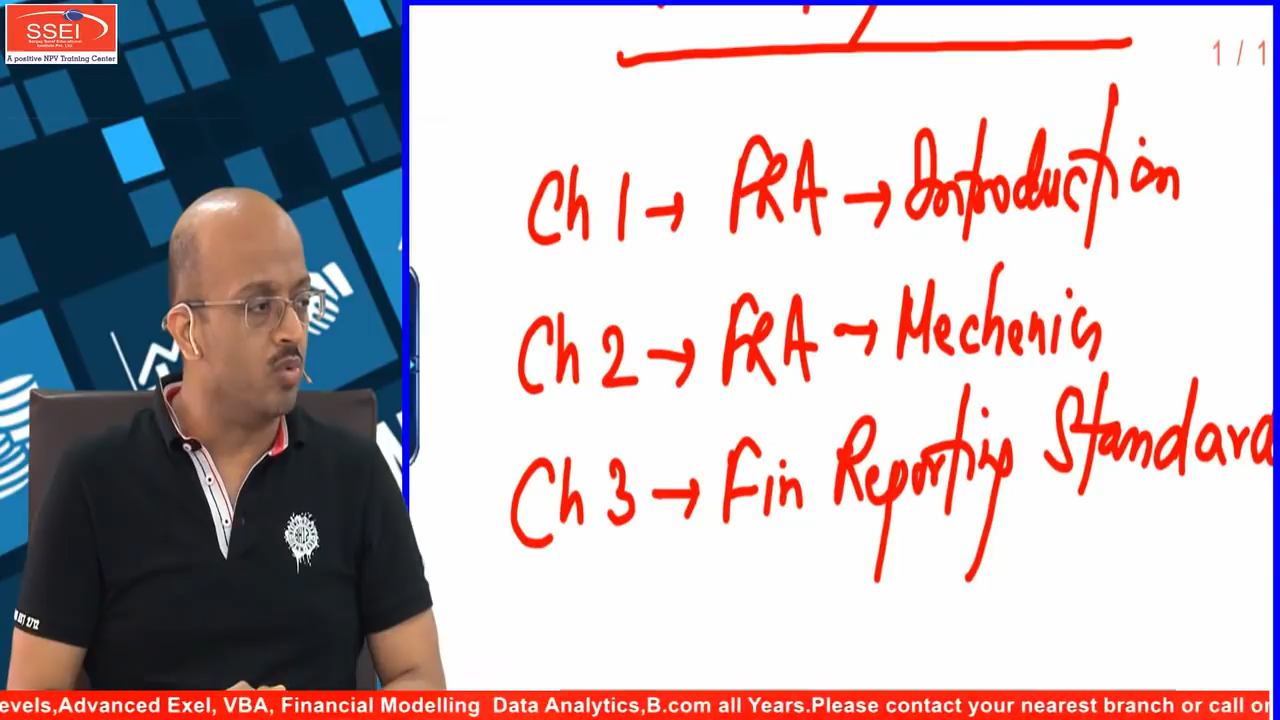 SSEI
A positive NPV Training Center
1 / 1
Ch 1 → FRA → Introduction
Ch 2 → FRA → Mechenics
Ch 3 → Fin Reporting Standard
evels,Advanced Exel, VBA, Financial Modelling Data Analytics,B.com all Years.Please contact your nearest branch or call or